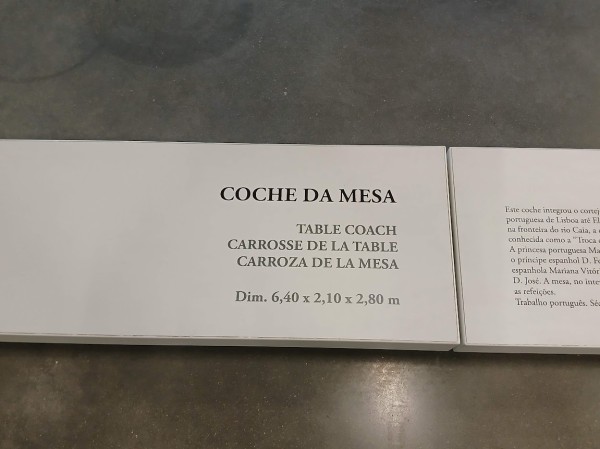 COCHE DA MESA
TABLE COACH
CARROSSE DE LA TABLE
CARROZA DE LA MESA
Dim. 6,40 x 2,10 x 2,80 m
Este coche integrou o cortej
portuguesa de Lisboa até El
na fronteira do rio Caia, a
conhecida como a "Troca
A princesa portuguesa Ma
o príncipe espanhol D. Fe
espanhola Mariana Vitór
D. José. A mesa, no inte
as refeições.
Trabalho português. Sé